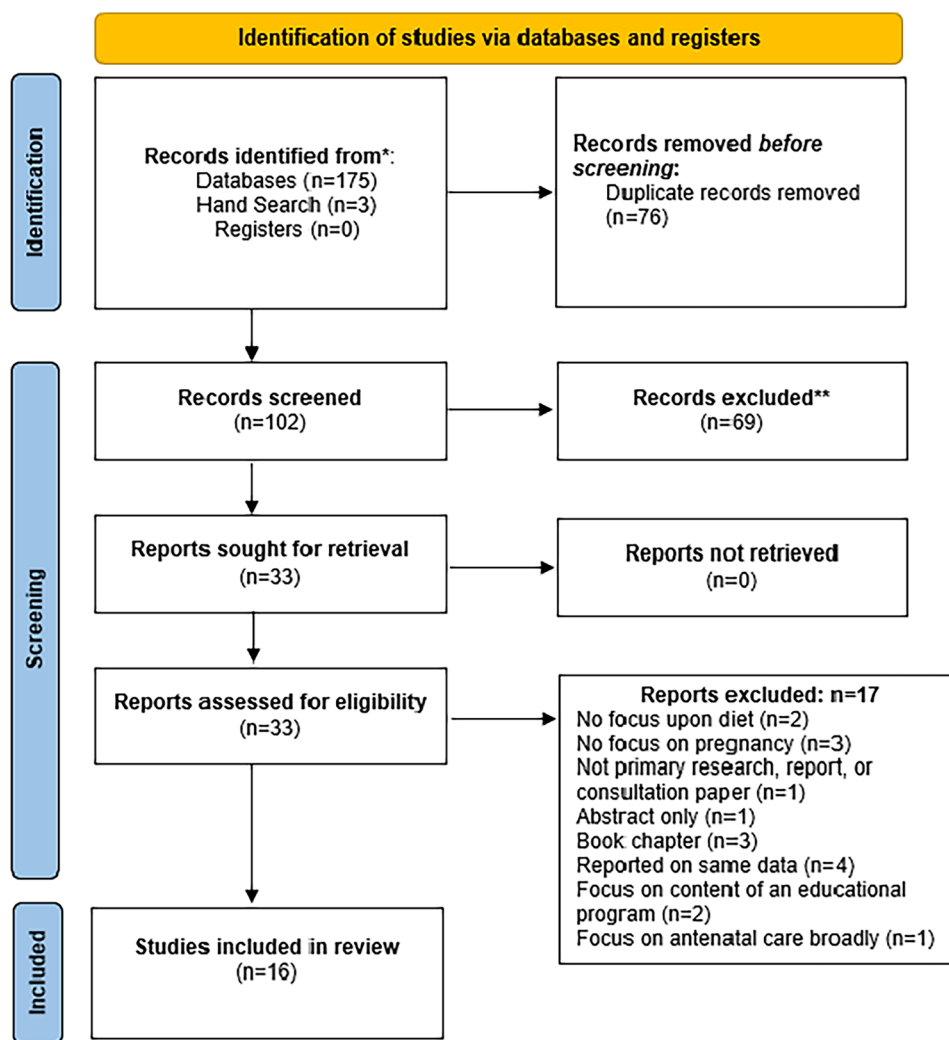 Identification of studies via databases and registers
Identification
Records identified from*:
Databases (n=175)
Hand Search (n=3)
Registers (n=0)
Records removed before
screening:
Duplicate records removed
(n=76)
Screening
Records screened
(n=102)
Records excluded**
(n=69)
Reports sought for retrieval
(n=33)
Reports not retrieved
(n=0)
Reports assessed for eligibility
(n=33)
Reports excluded: n=17
No focus upon diet (n=2)
No focus on pregnancy (n=3)
Not primary research, report, or
consultation paper (n=1)
Abstract only (n=1)
Book chapter (n=3)
Reported on same data (n=4)
Focus on content of an educational
program (n=2)
Focus on antenatal care broadly (n=1)
Included
Studies included in review
(n=16)